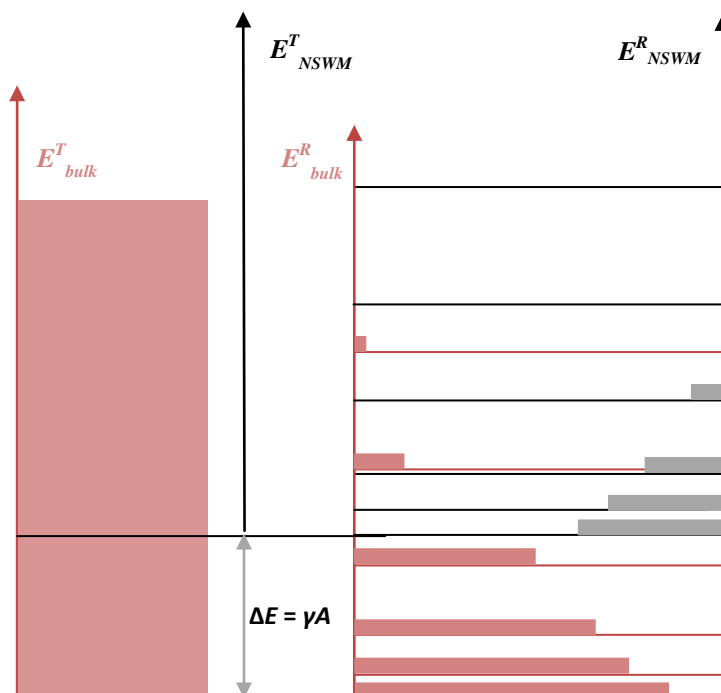 E^T_NSWM
E^R_NSWM
E^T_bulk
E^R_bulk
ΔE = γA